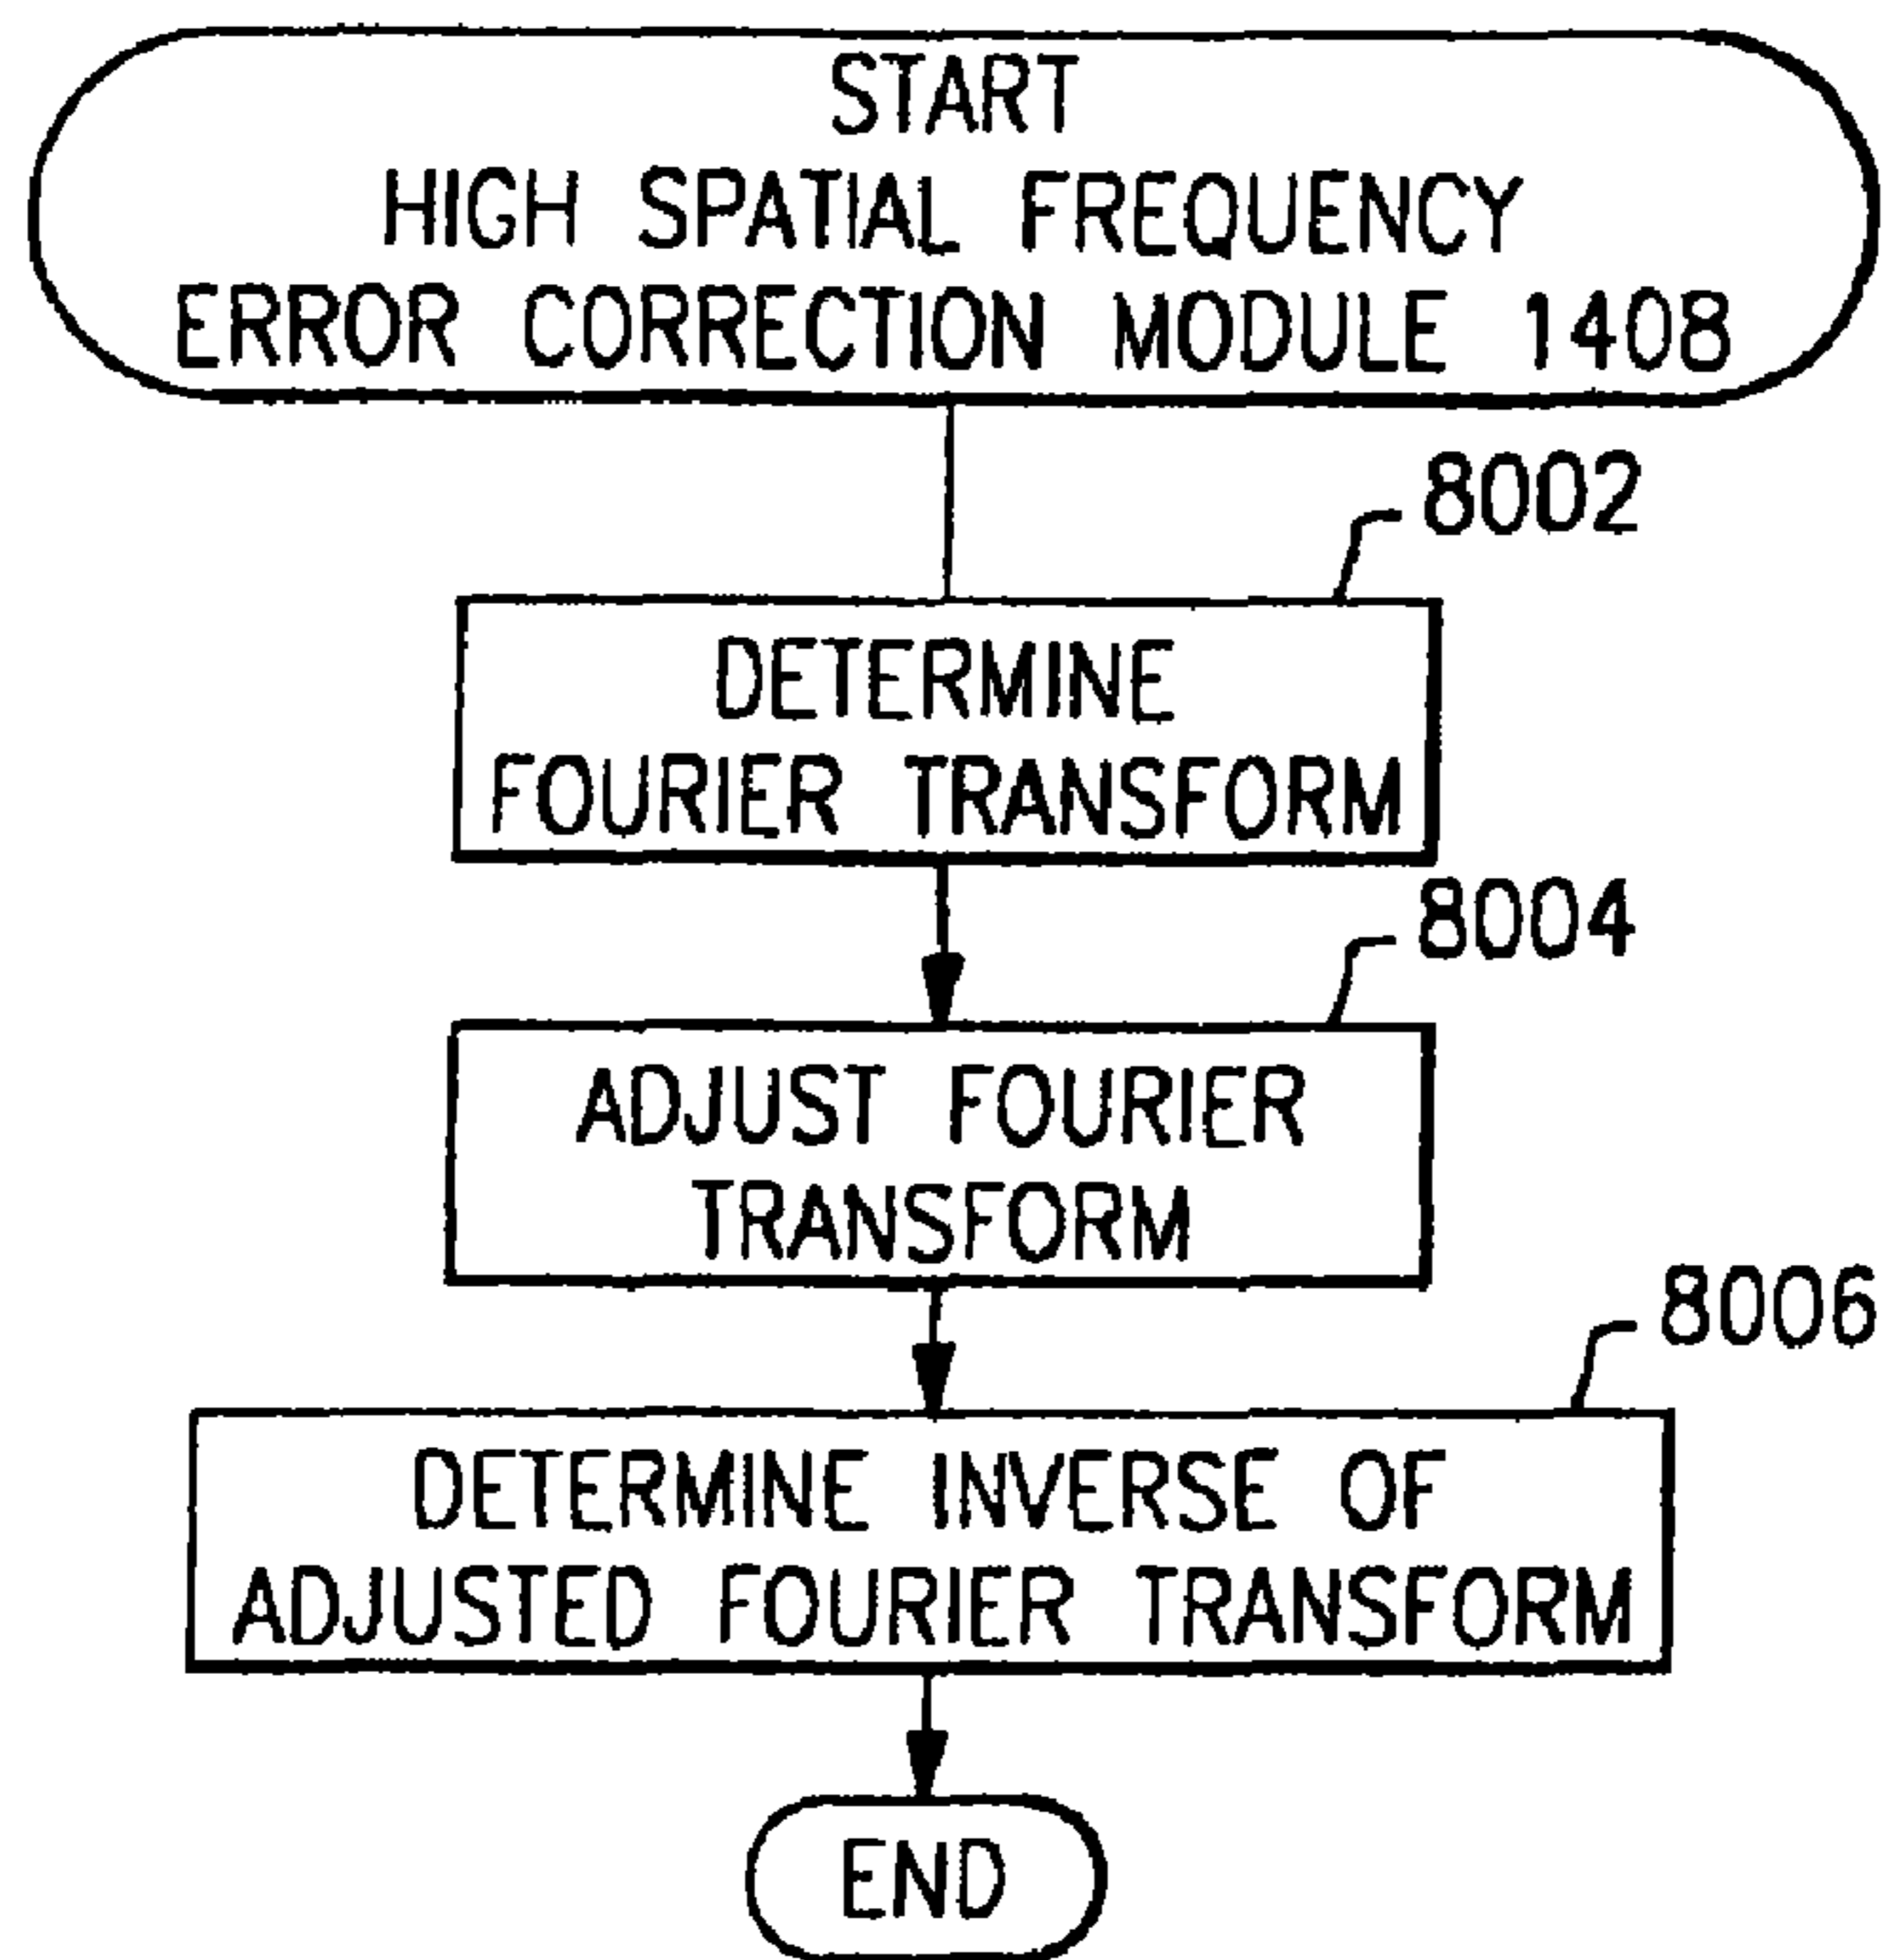 START
HIGH SPATIAL FREQUENCY
ERROR CORRECTION MODULE 1408
8002
DETERMINE
FOURIER TRANSFORM
8004
ADJUST FOURIER
TRANSFORM
8006
DETERMINE INVERSE OF
ADJUSTED FOURIER TRANSFORM
END